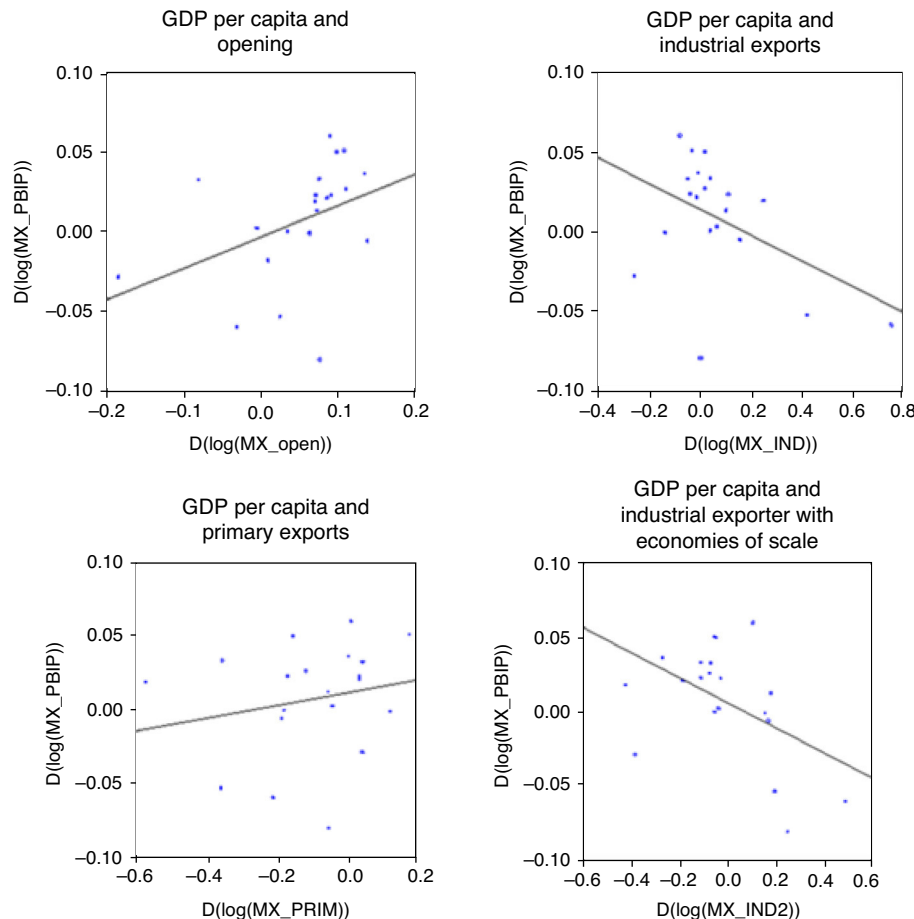 GDP per capita and
opening
0.10
0.05
0.00
−0.05
−0.10
D(log(MX_PBIP))
−0.2
−0.1
0.0
0.1
0.2
D(log(MX_open))
GDP per capita and
industrial exports
0.10
0.05
0.00
−0.05
−0.10
D(log(MX_PBIP))
−0.4
−0.2
0.0
0.2
0.4
0.6
0.8
D(log(MX_IND))
GDP per capita and
primary exports
0.10
0.05
0.00
−0.05
−0.10
D(log(MX_PBIP))
−0.6
−0.4
−0.2
0.0
0.2
D(log(MX_PRIM))
GDP per capita and
industrial exporter with
economies of scale
0.10
0.05
0.00
−0.05
−0.10
D(log(MX_PBIP))
−0.6
−0.4
−0.2
0.0
0.2
0.4
0.6
D(log(MX_IND2)